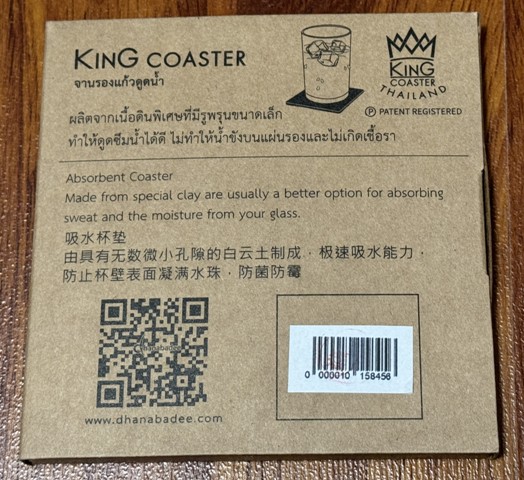 KING COASTER
จานรองแก้วดูดน้ำ
KING
COASTER
THAILAND
Ⓟ PATENT REGISTERED
ผลิตจากเนื้อดินพิเศษที่มีรูพรุนขนาดเล็ก
ทำให้ดูดซึมน้ำได้ดี ไม่ทำให้น้ำขังบนแผ่นรองและไม่เกิดเชื้อรา
Absorbent Coaster
Made from special clay are usually a better option for absorbing
sweat and the moisture from your glass.
吸水杯垫
由具有无数微小孔隙的白云土制成，极速吸水能力，
防止杯壁表面凝满水珠，防菌防霉
Dhanabadee
www.dhanabadee.com
0 000010 158456